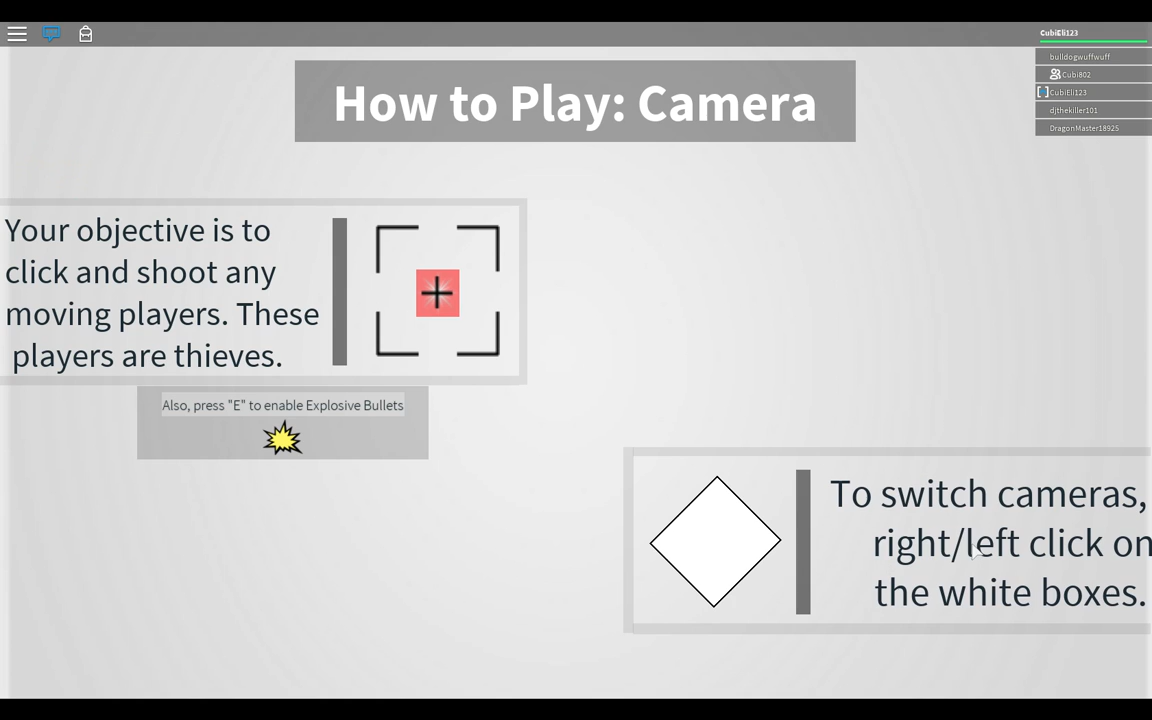 CubiEli123
bulldogwuffwuff
Cubi802
CubiEli123
djthekiller101
DragonMaster18925
How to Play: Camera
Your objective is to
click and shoot any
moving players. These
players are thieves.
Also, press "E" to enable Explosive Bullets
To switch cameras,
right/left click on
the white boxes.